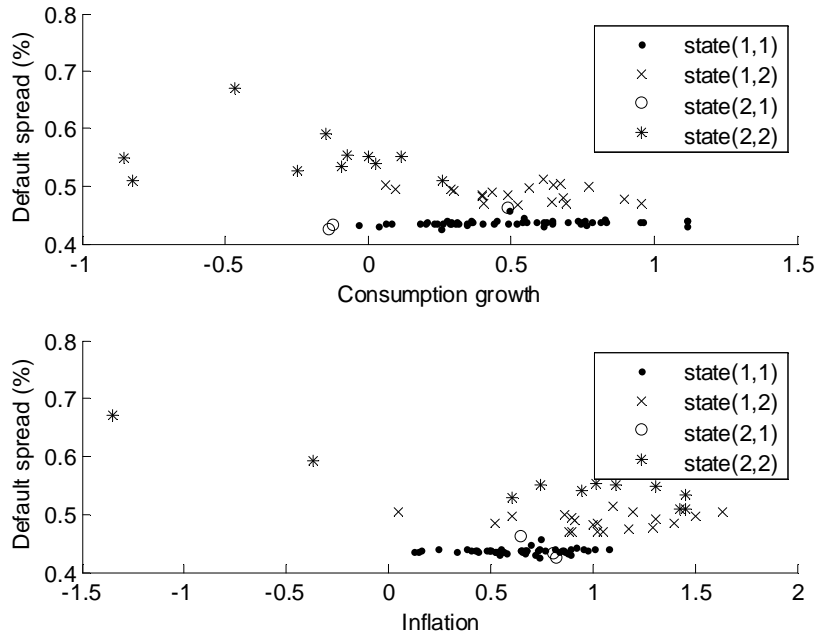 0.8
0.7
0.6
0.5
0.4
Default spread (%)
-1
-0.5
0
0.5
1
1.5
Consumption growth
state(1,1)
state(1,2)
state(2,1)
state(2,2)
0.8
0.7
0.6
0.5
0.4
Default spread (%)
-1.5
-1
-0.5
0
0.5
1
1.5
2
Inflation
state(1,1)
state(1,2)
state(2,1)
state(2,2)